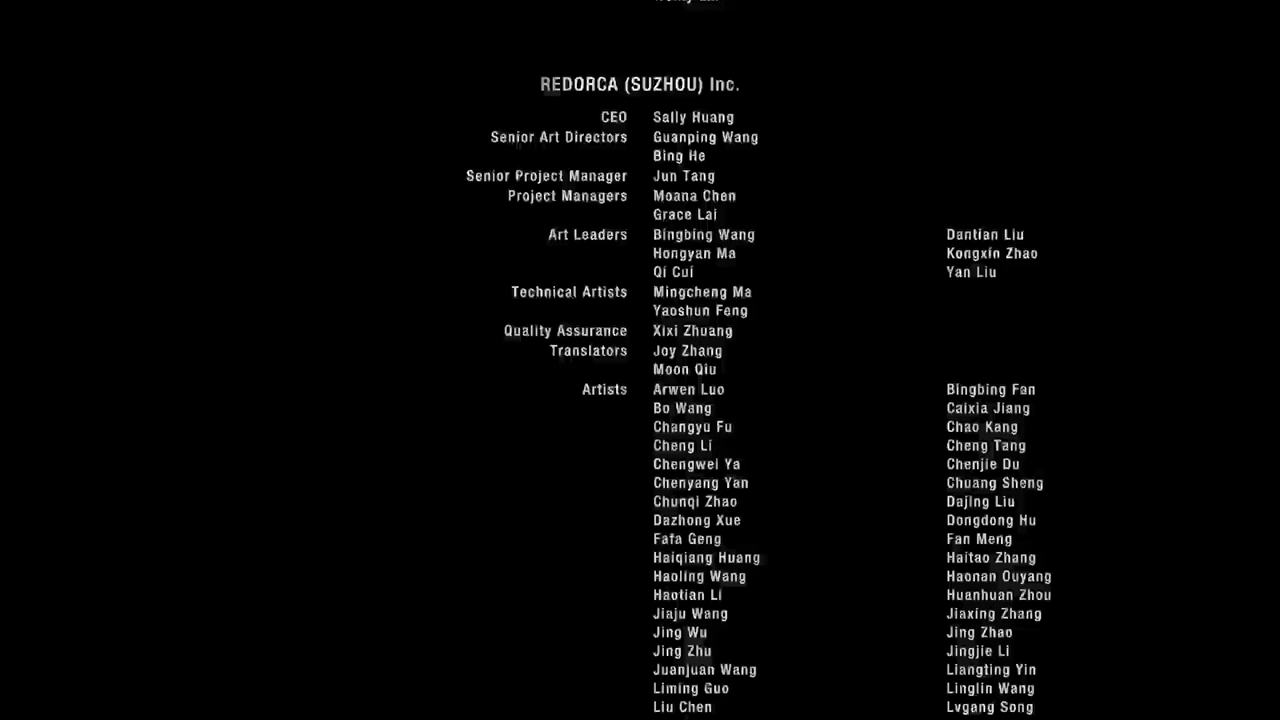 REDORCA (SUZHOU) Inc.
CEO Sally Huang
Senior Art Directors Guanping Wang
Bing He
Senior Project Manager Jun Tang
Project Managers Moana Chen
Grace Lai
Art Leaders Bingbing Wang Dantian Liu
Hongyan Ma Kongxin Zhao
Qi Cui Yan Liu
Technical Artists Mingcheng Ma
Yaoshun Feng
Quality Assurance Xixi Zhuang
Translators Joy Zhang
Moon Qiu
Artists Arwen Luo Bingbing Fan
Bo Wang Caixia Jiang
Changyu Fu Chao Kang
Cheng Li Cheng Tang
Chengwei Ya Chenjie Du
Chenyang Yan Chuang Sheng
Chunqi Zhao Dajing Liu
Dazhong Xue Dongdong Hu
Fafa Geng Fan Meng
Haiqiang Huang Haitao Zhang
Haoling Wang Haonan Ouyang
Haotian Li Huanhuan Zhou
Jiaju Wang Jiaxing Zhang
Jing Wu Jing Zhao
Jing Zhu Jingjie Li
Juanjuan Wang Liangting Yin
Liming Guo Linglin Wang
Liu Chen Lvgang Song